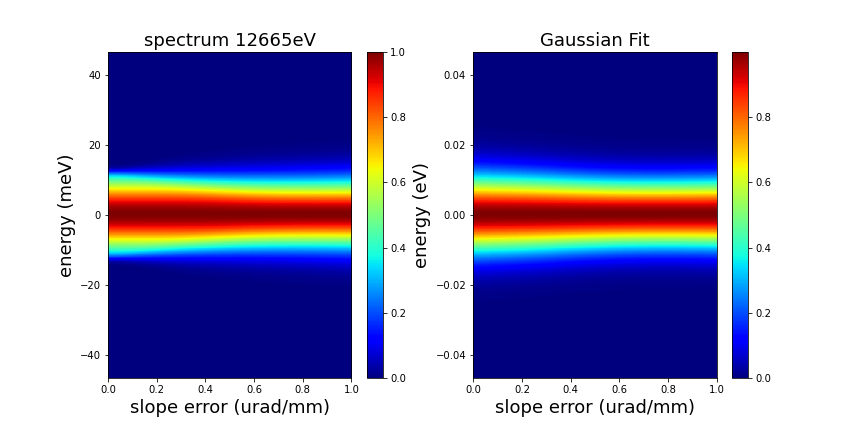 spectrum 12665eV
energy (meV)
40
20
0
−20
−40
0.0 0.2 0.4 0.6 0.8 1.0
slope error (urad/mm)
1.0
0.8
0.6
0.4
0.2
0.0
Gaussian Fit
energy (eV)
0.04
0.02
0.00
−0.02
−0.04
0.0 0.2 0.4 0.6 0.8 1.0
slope error (urad/mm)
0.8
0.6
0.4
0.2
0.0